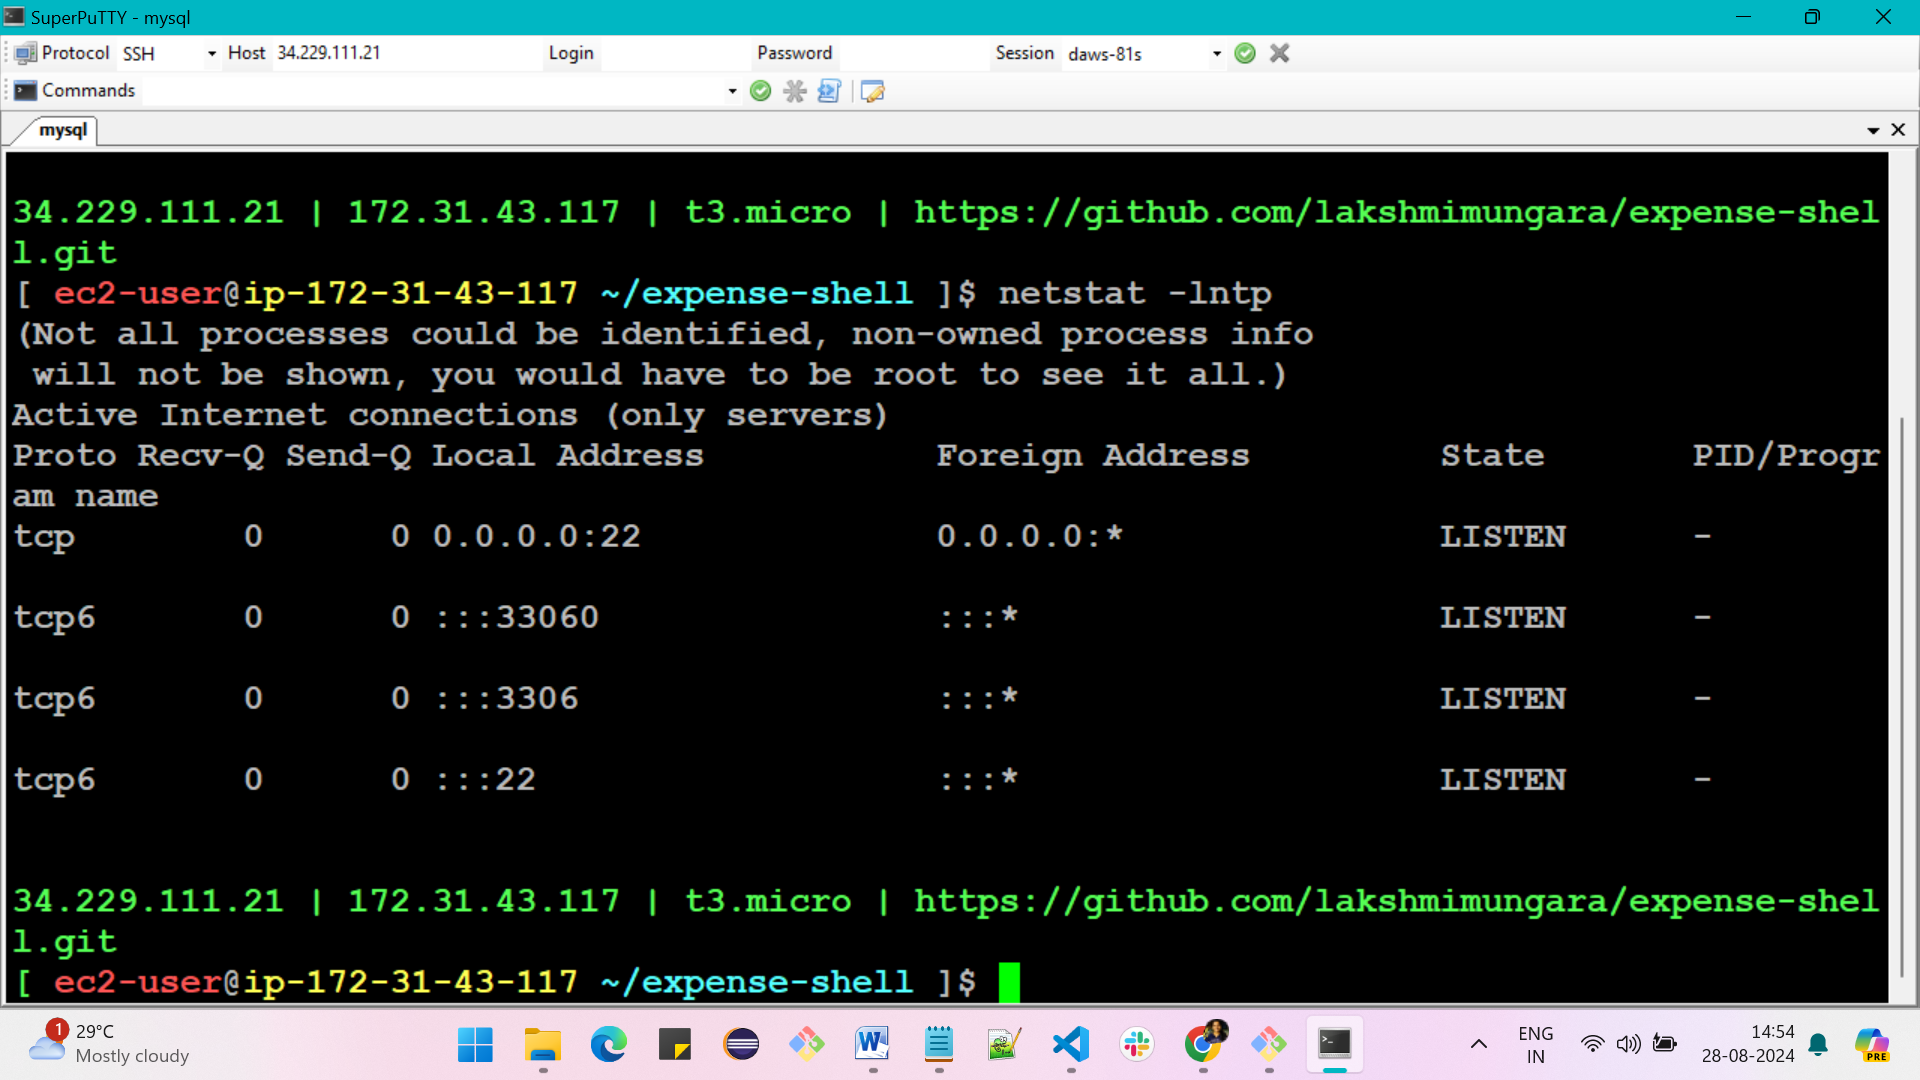 SuperPuTTY - mysql
Protocol SSH Host 34.229.111.21 Login Password Session daws-81s
Commands
mysql
34.229.111.21 | 172.31.43.117 | t3.micro | https://github.com/lakshmimungara/expense-shel
l.git
[ ec2-user@ip-172-31-43-117 ~/expense-shell ]$ netstat -lntp
(Not all processes could be identified, non-owned process info
 will not be shown, you would have to be root to see it all.)
Active Internet connections (only servers)
Proto Recv-Q Send-Q Local Address           Foreign Address         State       PID/Progr
am name
tcp        0      0 0.0.0.0:22              0.0.0.0:*               LISTEN      -
tcp6       0      0 :::33060                :::*                    LISTEN      -
tcp6       0      0 :::3306                 :::*                    LISTEN      -
tcp6       0      0 :::22                   :::*                    LISTEN      -
34.229.111.21 | 172.31.43.117 | t3.micro | https://github.com/lakshmimungara/expense-shel
l.git
[ ec2-user@ip-172-31-43-117 ~/expense-shell ]$
1 29°C
Mostly cloudy
ENG
IN
14:54
28-08-2024
PRE